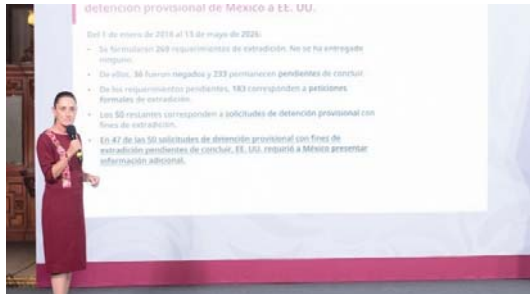 detención provisional de México a EE. UU.
Del 1 de enero de 2018 al 13 de mayo de 2026:
• Se formularon 269 requerimientos de extradición. No se ha entregado
ninguno.
• De ellos, 36 fueron negados y 233 permanecen pendientes de concluir.
• De los requerimientos pendientes, 183 corresponden a peticiones
formales de extradición.
• Los 50 restantes corresponden a solicitudes de detención provisional con
fines de extradición.
• En 47 de las 50 solicitudes de detención provisional con fines de
extradición pendientes de concluir, EE. UU. requirió a México presentar
información adicional.